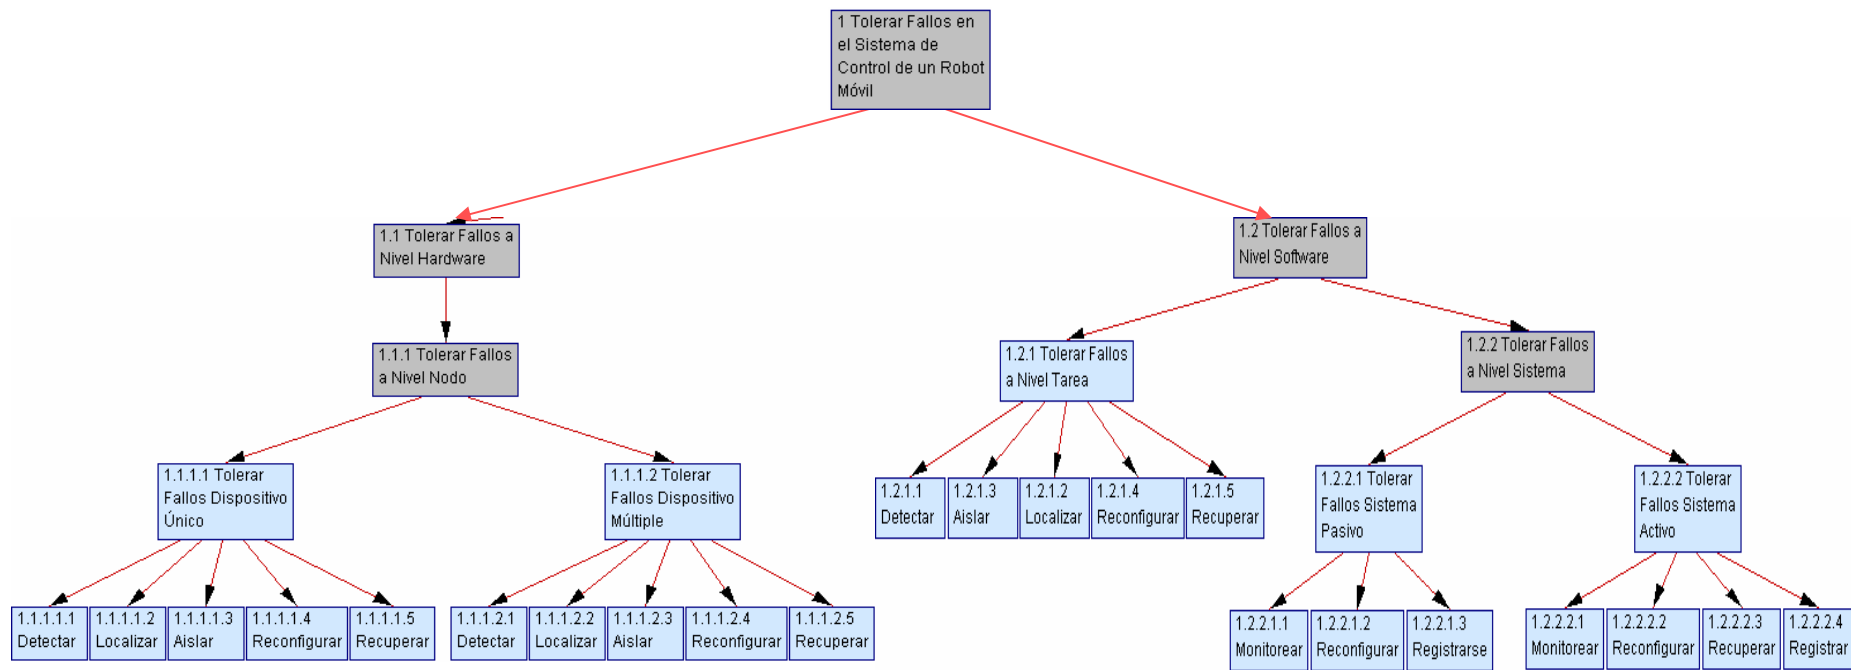 1 Tolerar Fallos en
el Sistema de
Control de un Robot
Móvil
1.1 Tolerar Fallos a
Nivel Hardware
1.2 Tolerar Fallos a
Nivel Software
1.1.1 Tolerar Fallos
a Nivel Nodo
1.2.1 Tolerar Fallos
a Nivel Tarea
1.2.2 Tolerar Fallos
a Nivel Sistema
1.1.1.1 Tolerar
Fallos Dispositivo
Único
1.1.1.2 Tolerar
Fallos Dispositivo
Múltiple
1.2.1.1
Detectar
1.2.1.3
Aislar
1.2.1.2
Localizar
1.2.1.4
Reconfigurar
1.2.1.5
Recuperar
1.2.2.1 Tolerar
Fallos Sistema
Pasivo
1.2.2.2 Tolerar
Fallos Sistema
Activo
1.1.1.1.1
Detectar
1.1.1.1.2
Localizar
1.1.1.1.3
Aislar
1.1.1.1.4
Reconfigurar
1.1.1.1.5
Recuperar
1.1.1.2.1
Detectar
1.1.1.2.2
Localizar
1.1.1.2.3
Aislar
1.1.1.2.4
Reconfigurar
1.1.1.2.5
Recuperar
1.2.2.1.1
Monitorear
1.2.2.1.2
Reconfigurar
1.2.2.1.3
Registrarse
1.2.2.2.1
Monitorear
1.2.2.2.2
Reconfigurar
1.2.2.2.3
Recuperar
1.2.2.2.4
Registrar